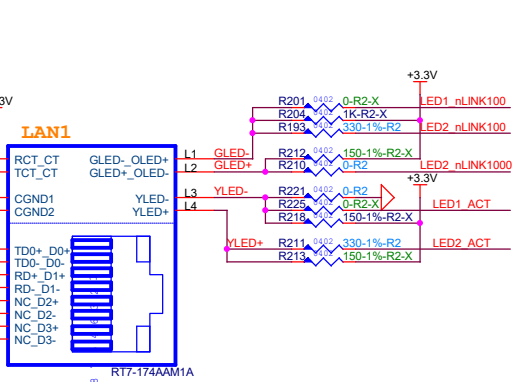 3V
+3.3V
R201 0402 0-R2-X LED1_nLINK100
R204 0402 1K-R2-X
R193 0402 330-1%-R2 LED2_nLINK100
LAN1
R212 0402 150-1%-R2-X
R210 0402 0-R2 LED2_nLINK1000
RCT_CT GLED-_OLED+ L1 GLED-
TCT_CT GLED+_OLED- L2 GLED+
+3.3V
CGND1 YLED- L3 YLED-
CGND2 YLED+ L4
R221 0402 0-R2
R225 0402 0-R2-X LED1_ACT
R218 0402 150-1%-R2-X
YLED+ R211 0402 330-1%-R2 LED2_ACT
R213 0402 150-1%-R2-X
TD0+_D0+
TD0-_D0-
RD+_D1+
RD-_D1-
NC_D2+
NC_D2-
NC_D3+
NC_D3-
RT7-174AAM1A